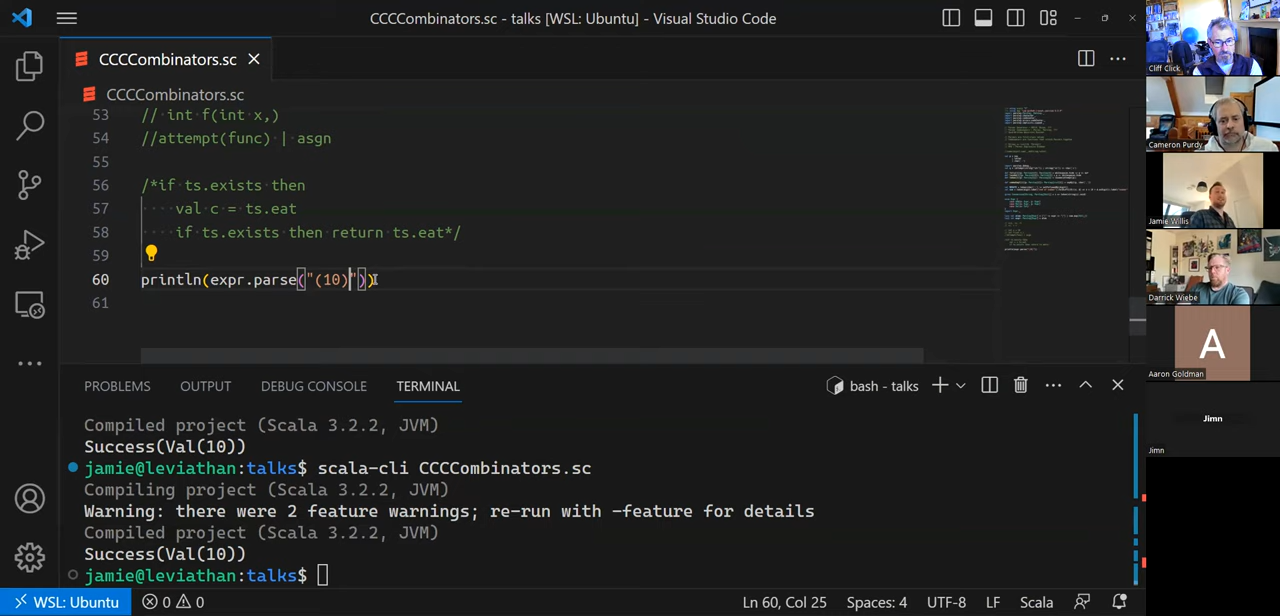 CCCCombinators.sc - talks [WSL: Ubuntu] - Visual Studio Code
CCCCombinators.sc
CCCCombinators.sc
53 // int f(int x,)
54 //attempt(func) | asgn
55
56 /*if ts.exists then
57 val c = ts.eat
58 if ts.exists then return ts.eat*/
59
60 println(expr.parse("(10)"))
61
PROBLEMS OUTPUT DEBUG CONSOLE TERMINAL bash - talks
Compiled project (Scala 3.2.2, JVM)
Success(Val(10))
jamie@leviathan:talks$ scala-cli CCCCombinators.sc
Compiling project (Scala 3.2.2, JVM)
Warning: there were 2 feature warnings; re-run with -feature for details
Compiled project (Scala 3.2.2, JVM)
Success(Val(10))
jamie@leviathan:talks$
WSL: Ubuntu 0 0 Ln 60, Col 25 Spaces: 4 UTF-8 LF Scala
Cliff Click
Cameron Purdy
Jamie Willis
Darrick Wiebe
A
Aaron Goldman
Jimn
Jimn